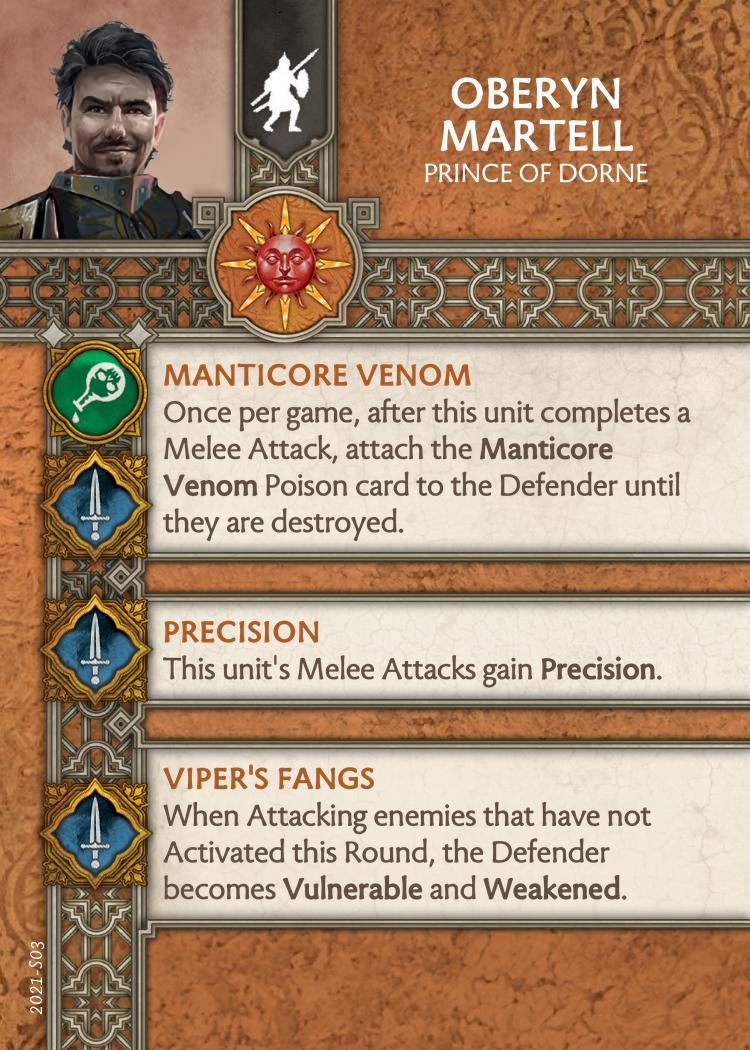 OBERYN
MARTELL
PRINCE OF DORNE
MANTICORE VENOM
Once per game, after this unit completes a
Melee Attack, attach the Manticore
Venom Poison card to the Defender until
they are destroyed.
PRECISION
This unit's Melee Attacks gain Precision.
VIPER'S FANGS
When Attacking enemies that have not
Activated this Round, the Defender
becomes Vulnerable and Weakened.
2021-S03